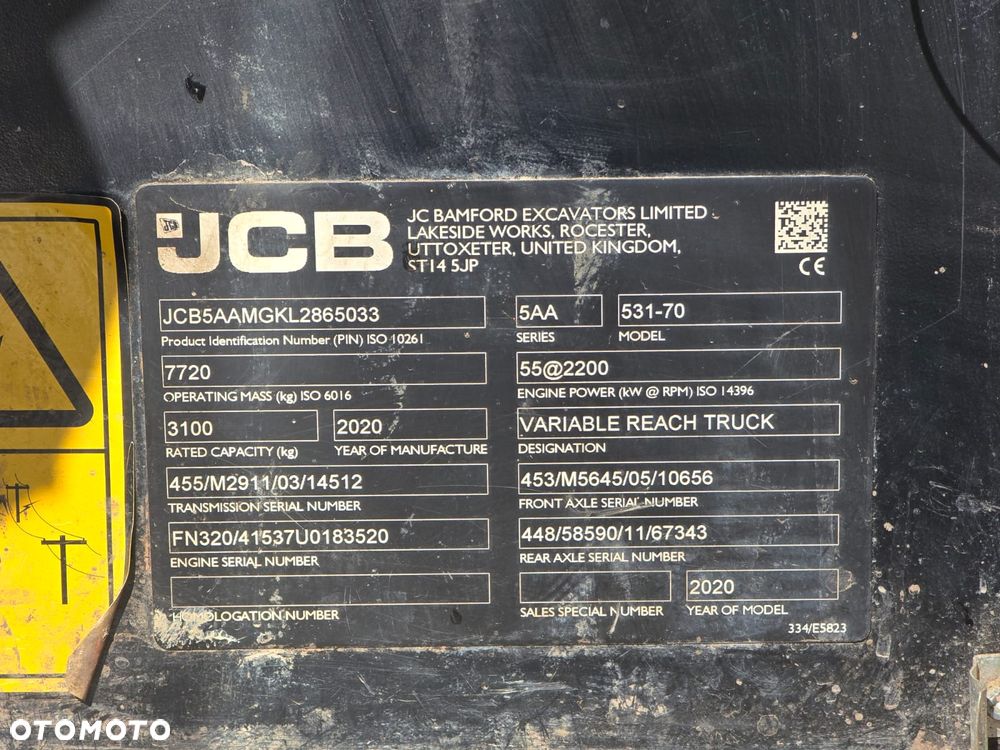 JCB
JC BAMFORD EXCAVATORS LIMITED
LAKESIDE WORKS, ROCESTER,
UTTOXETER, UNITED KINGDOM,
ST14 5JP
CE
JCB5AAMGKL2865033
Product Identification Number (PIN) ISO 10261
5AA
SERIES
531-70
MODEL
7720
OPERATING MASS (kg) ISO 6016
55@2200
ENGINE POWER (kW @ RPM) ISO 14396
3100
RATED CAPACITY (kg)
2020
YEAR OF MANUFACTURE
VARIABLE REACH TRUCK
DESIGNATION
455/M2911/03/14512
TRANSMISSION SERIAL NUMBER
453/M5645/05/10656
FRONT AXLE SERIAL NUMBER
FN320/41537U0183520
ENGINE SERIAL NUMBER
448/58590/11/67343
REAR AXLE SERIAL NUMBER
HOMOLOGATION NUMBER
SALES SPECIAL NUMBER
2020
YEAR OF MODEL
334/E5823
OTOMOTO